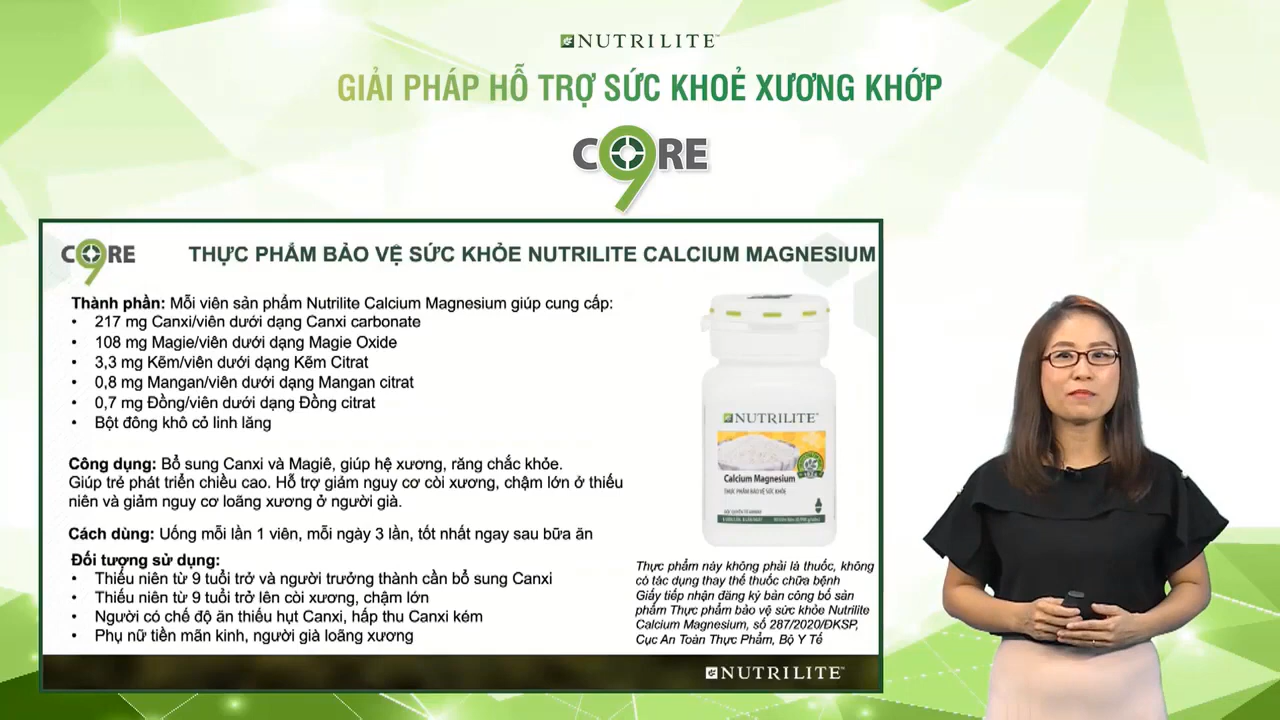 NUTRILITE™
GIẢI PHÁP HỖ TRỢ SỨC KHOẺ XƯƠNG KHỚP
CORE 9
CORE 9
THỰC PHẨM BẢO VỆ SỨC KHỎE NUTRILITE CALCIUM MAGNESIUM
Thành phần: Mỗi viên sản phẩm Nutrilite Calcium Magnesium giúp cung cấp:
• 217 mg Canxi/viên dưới dạng Canxi carbonate
• 108 mg Magie/viên dưới dạng Magie Oxide
• 3,3 mg Kẽm/viên dưới dạng Kẽm Citrat
• 0,8 mg Mangan/viên dưới dạng Mangan citrat
• 0,7 mg Đồng/viên dưới dạng Đồng citrat
• Bột đông khô cỏ linh lăng
Công dụng: Bổ sung Canxi và Magiê, giúp hệ xương, răng chắc khỏe.
Giúp trẻ phát triển chiều cao. Hỗ trợ giảm nguy cơ còi xương, chậm lớn ở thiếu
niên và giảm nguy cơ loãng xương ở người già.
Cách dùng: Uống mỗi lần 1 viên, mỗi ngày 3 lần, tốt nhất ngay sau bữa ăn
Đối tượng sử dụng:
• Thiếu niên từ 9 tuổi trở và người trưởng thành cần bổ sung Canxi
• Thiếu niên từ 9 tuổi trở lên còi xương, chậm lớn
• Người có chế độ ăn thiếu hụt Canxi, hấp thu Canxi kém
• Phụ nữ tiền mãn kinh, người già loãng xương
NUTRILITE™
Calcium Magnesium
THỰC PHẨM BẢO VỆ SỨC KHỎE
Thực phẩm này không phải là thuốc, không
có tác dụng thay thế thuốc chữa bệnh
Giấy tiếp nhận đăng ký bản công bố sản
phẩm Thực phẩm bảo vệ sức khỏe Nutrilite
Calcium Magnesium, số 287/2020/ĐKSP,
Cục An Toàn Thực Phẩm, Bộ Y Tế
NUTRILITE™